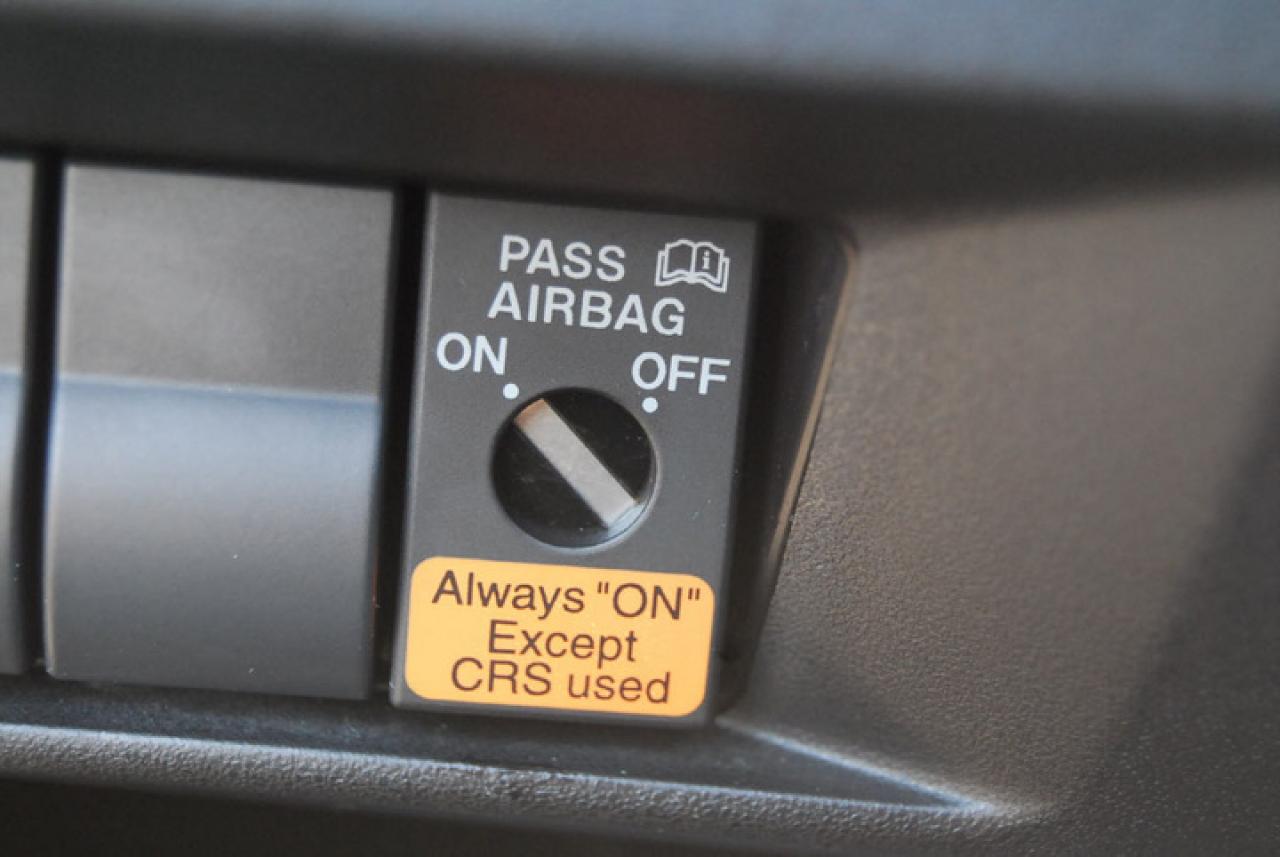 PASS
AIRBAG
ON OFF
Always "ON"
Except
CRS used